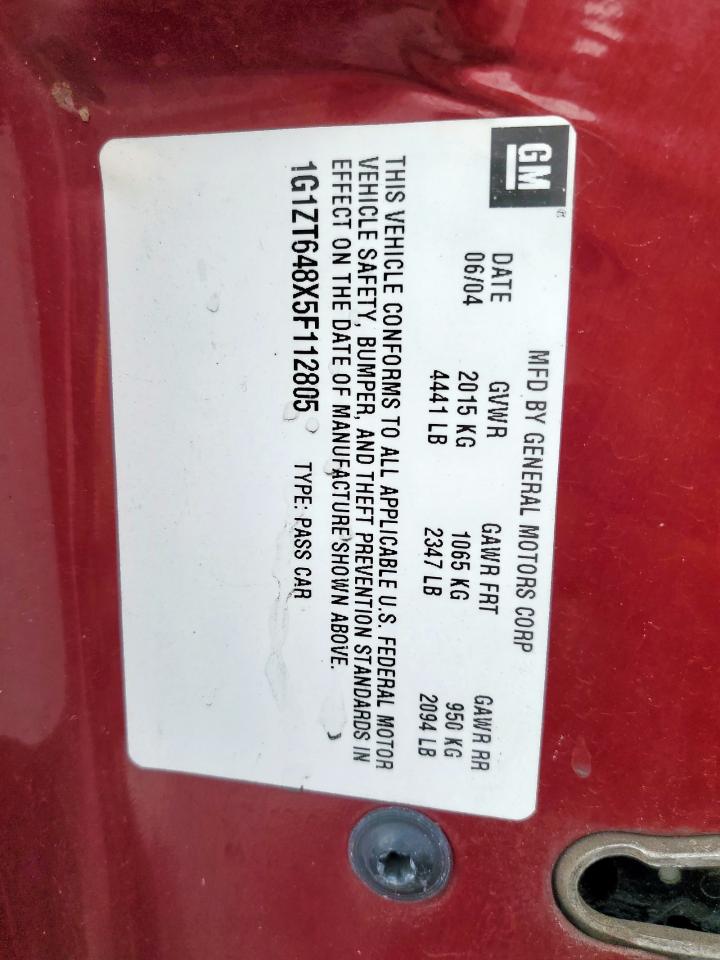 GM®
MFD BY GENERAL MOTORS CORP
DATE GVWR GAWR FRT GAWR RR
06/04 2015 KG 1065 KG 950 KG
4441 LB 2347 LB 2094 LB
THIS VEHICLE CONFORMS TO ALL APPLICABLE U.S. FEDERAL MOTOR
VEHICLE SAFETY, BUMPER, AND THEFT PREVENTION STANDARDS IN
EFFECT ON THE DATE OF MANUFACTURE SHOWN ABOVE.
1G1ZT648X5F112805 TYPE: PASS CAR